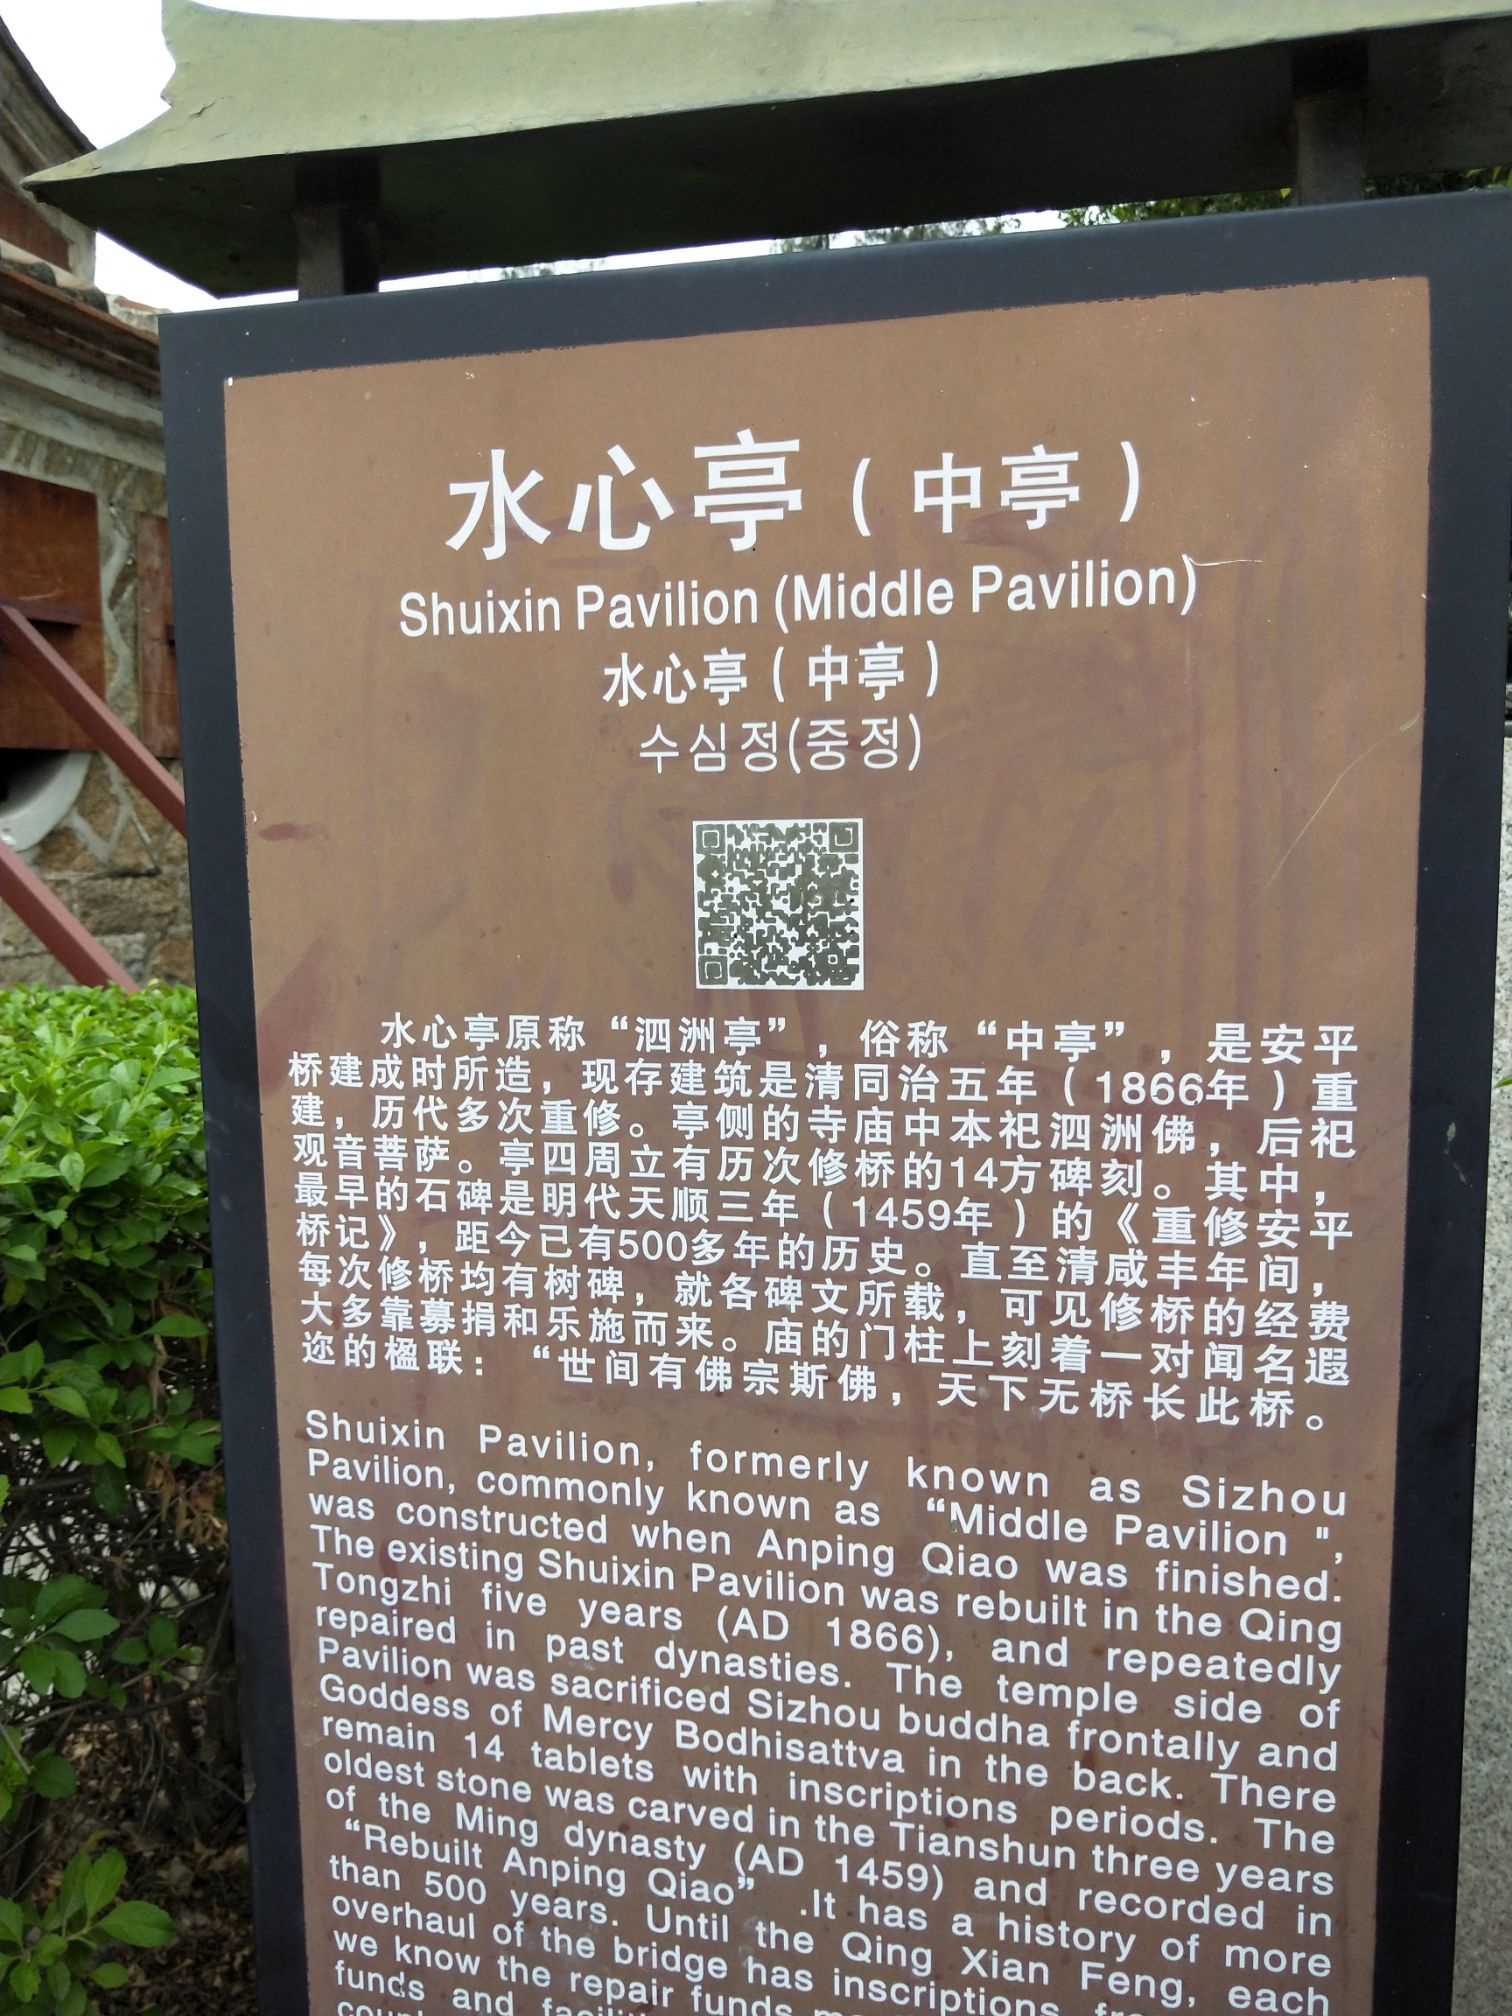 水心亭（中亭）
Shuixin Pavilion (Middle Pavilion)
水心亭（中亭）
수심정(중정)
水心亭原称“泗洲亭”，俗称“中亭”，是安平
桥建成时所造，现存建筑是清同治五年（1866年）重
建，历代多次重修。亭侧的寺庙中本祀泗洲佛，后祀
观音菩萨。亭四周立有历次修桥的14方碑刻。其中，
最早的石碑是明代天顺三年（1459年）的《重修安平
桥记》，距今已有500多年的历史。直至清咸丰年间，
每次修桥均有树碑，就各碑文所载，可见修桥的经费
大多靠募捐和乐施而来。庙的门柱上刻着一对闻名遐
迩的楹联：“世间有佛宗斯佛，天下无桥长此桥。
Shuixin Pavilion, formerly known as Sizhou
Pavilion, commonly known as “Middle Pavilion ",
was constructed when Anping Qiao was finished.
The existing Shuixin Pavilion was rebuilt in the Qing
Tongzhi five years (AD 1866), and repeatedly
repaired in past dynasties. The temple side of
Pavilion was sacrificed Sizhou buddha frontally and
Goddess of Mercy Bodhisattva in the back. There
remain 14 tablets with inscriptions periods. The
oldest stone was carved in the Tianshun three years
of the Ming dynasty (AD 1459) and recorded in
“Rebuilt Anping Qiao” .It has a history of more
than 500 years. Until the Qing Xian Feng, each
overhaul of the bridge has inscriptions
we know the repair funds
funds and